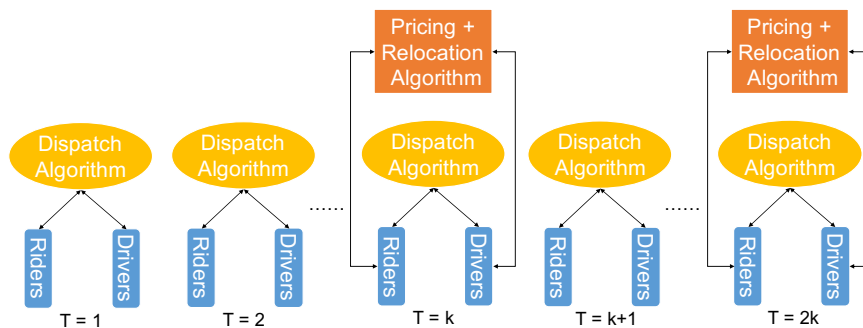 Pricing +
Relocation
Algorithm
Pricing +
Relocation
Algorithm
Dispatch
Algorithm
Dispatch
Algorithm
Dispatch
Algorithm
Dispatch
Algorithm
Dispatch
Algorithm
......
......
Riders
Drivers
Riders
Drivers
Riders
Drivers
Riders
Drivers
Riders
Drivers
T = 1
T = 2
T = k
T = k+1
T = 2k